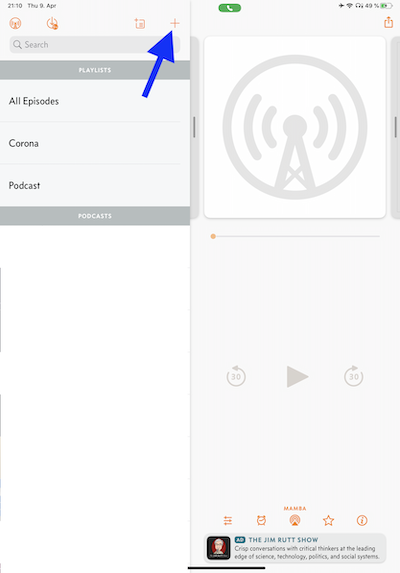 21:10 Thu 9. Apr
49 %
Search
PLAYLISTS
All Episodes
Corona
Podcast
PODCASTS
30
30
MAMBA
AD THE JIM RUTT SHOW
Crisp conversations with critical thinkers at the leading
edge of science, technology, politics, and social systems.